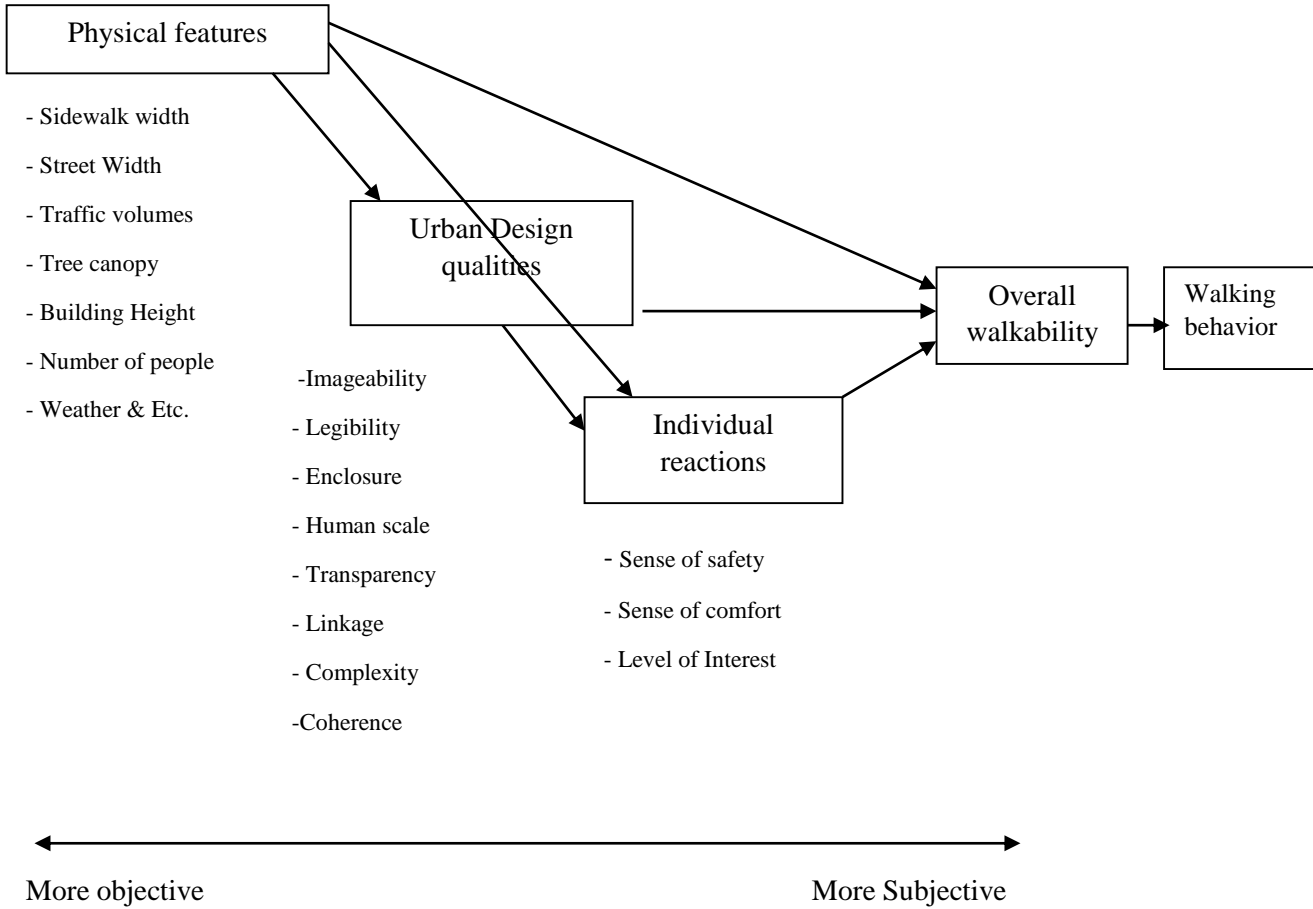 Physical features
- Sidewalk width
- Street Width
- Traffic volumes
- Tree canopy
- Building Height
- Number of people
- Weather & Etc.
Urban Design
qualities
-Imageability
- Legibility
- Enclosure
- Human scale
- Transparency
- Linkage
- Complexity
-Coherence
Individual
reactions
- Sense of safety
- Sense of comfort
- Level of Interest
Overall
walkability
Walking
behavior
More objective
More Subjective